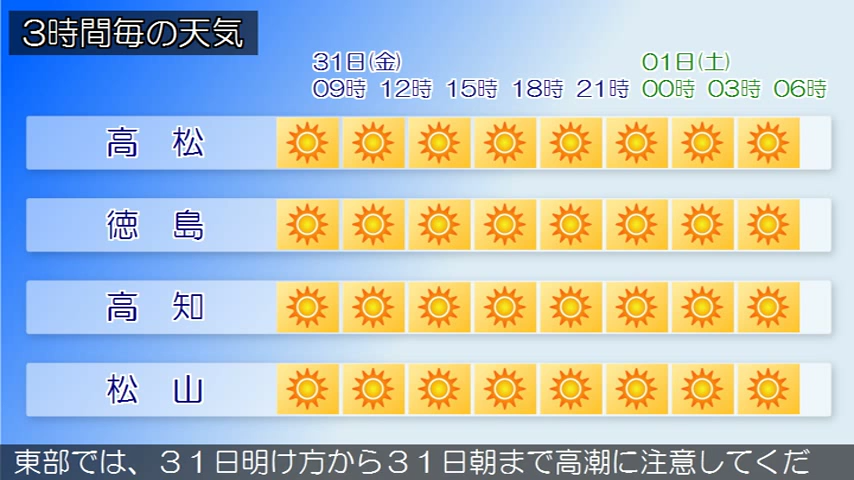 3時間毎の天気
31日(金) 01日(土)
09時 12時 15時 18時 21時 00時 03時 06時
高 松
徳 島
高 知
松 山
東部では、３１日明け方から３１日朝まで高潮に注意してくだ